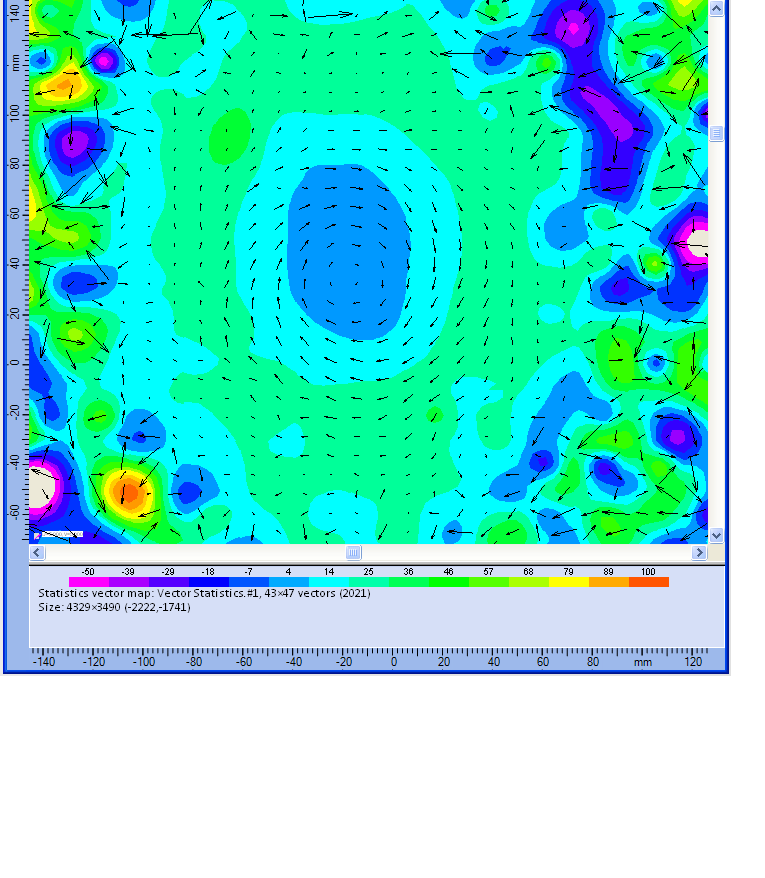 140
mm
100
80
60
40
20
0
-20
-40
-60
-50 -39 -29 -18 -7 4 14 25 36 46 57 68 79 89 100
Statistics vector map: Vector Statistics.#1, 43×47 vectors (2021)
Size: 4329×3490 (-2222,-1741)
-140 -120 -100 -80 -60 -40 -20 0 20 40 60 80 mm 120